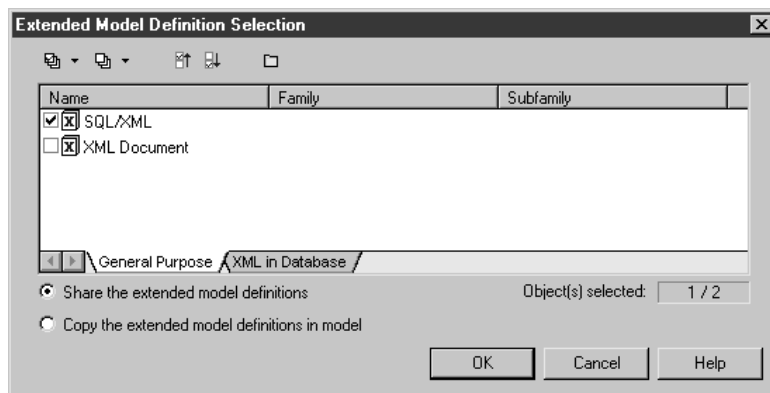 Extended Model Definition Selection
Name Family Subfamily
SQL/XML
XML Document
General Purpose XML in Database
Share the extended model definitions Object(s) selected: 1 / 2
Copy the extended model definitions in model
OK Cancel Help